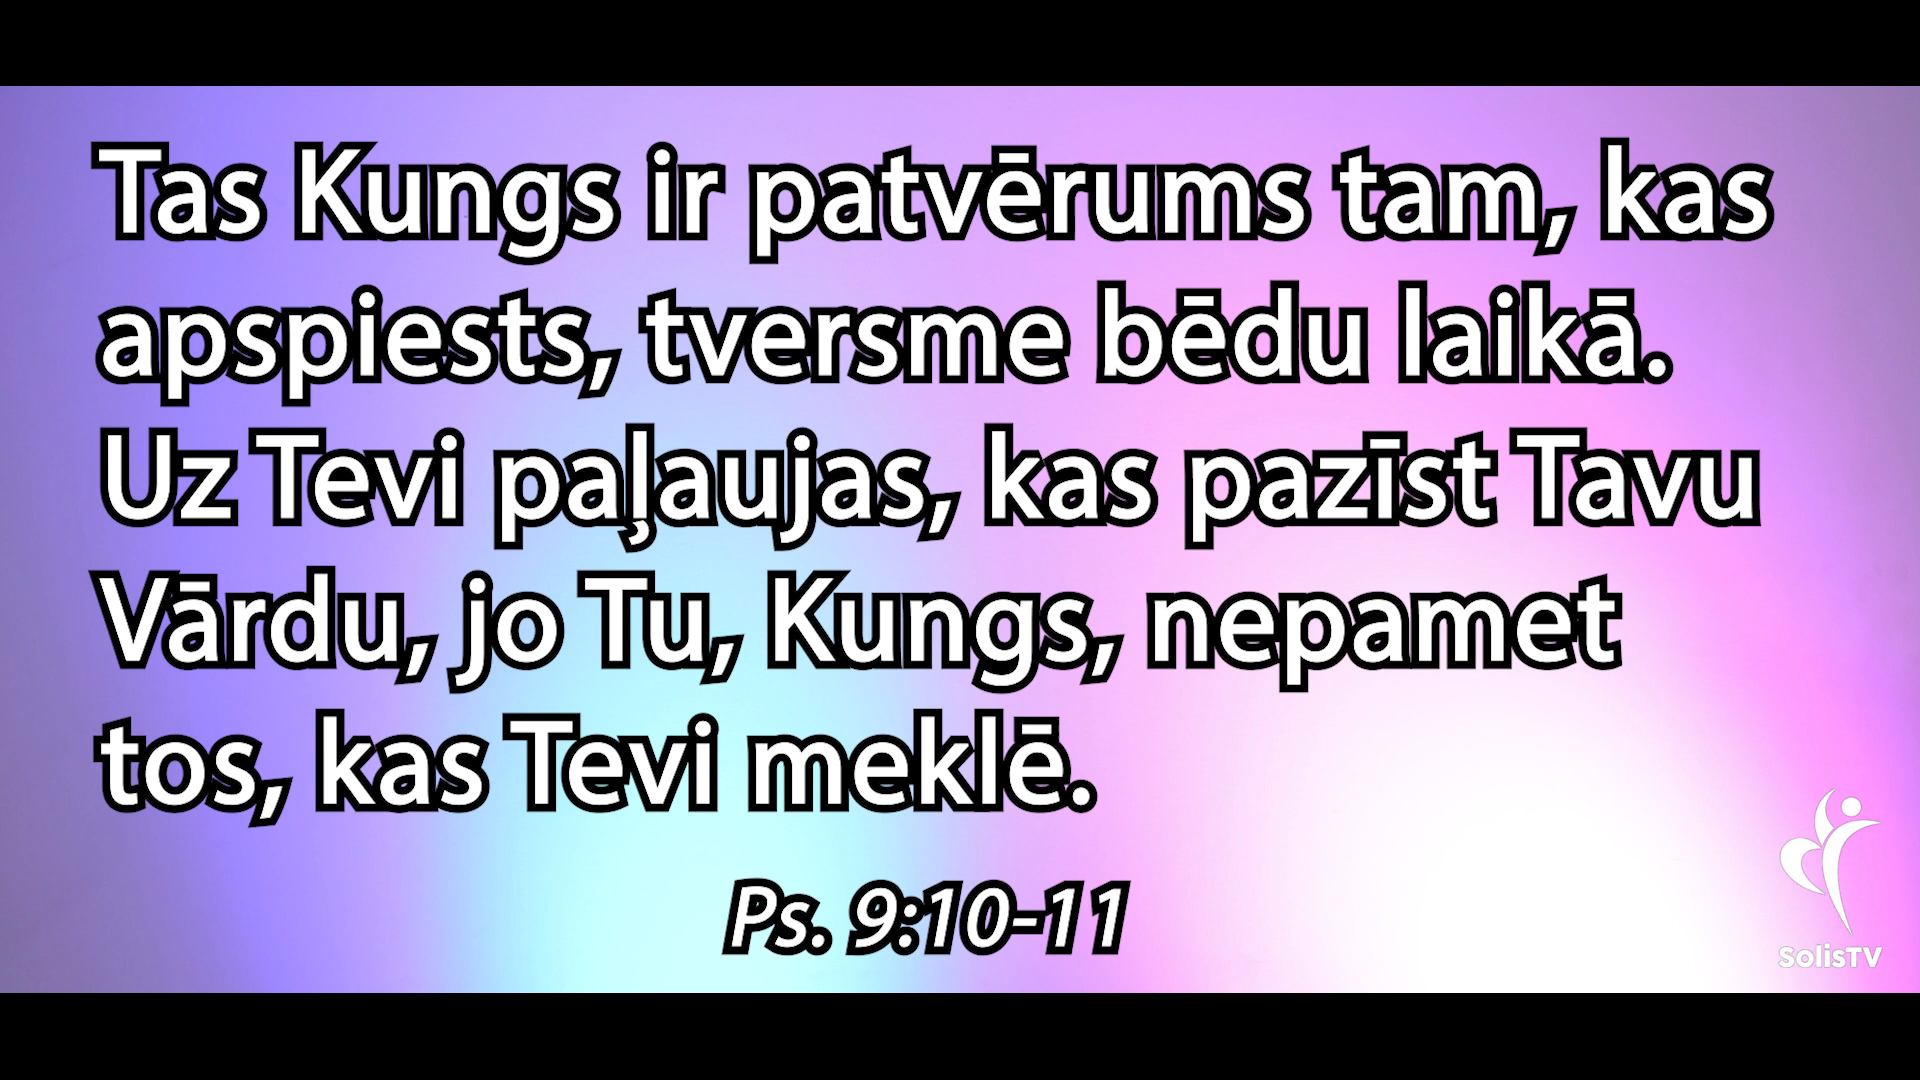 Tas Kungs ir patvērums tam, kas
apspiests, tversme bēdu laikā.
Uz Tevi paļaujas, kas pazīst Tavu
Vārdu, jo Tu, Kungs, nepamet
tos, kas Tevi meklē.
Ps. 9:10-11
SolisTV